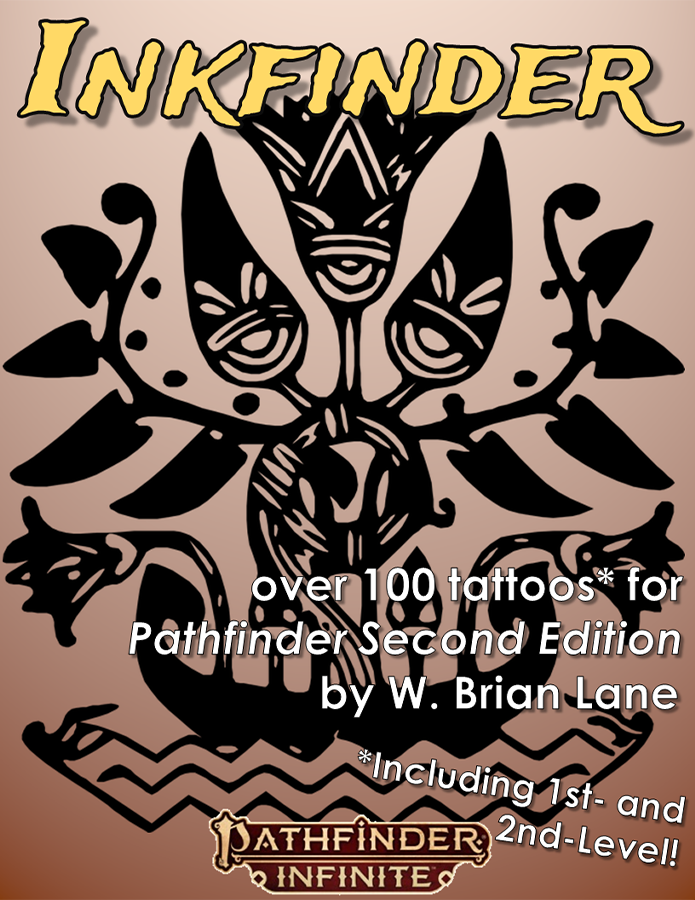 INKFINDER
over 100 tattoos* for
Pathfinder Second Edition
by W. Brian Lane
*Including 1st- and
2nd-Level!
PATHFINDER
INFINITE